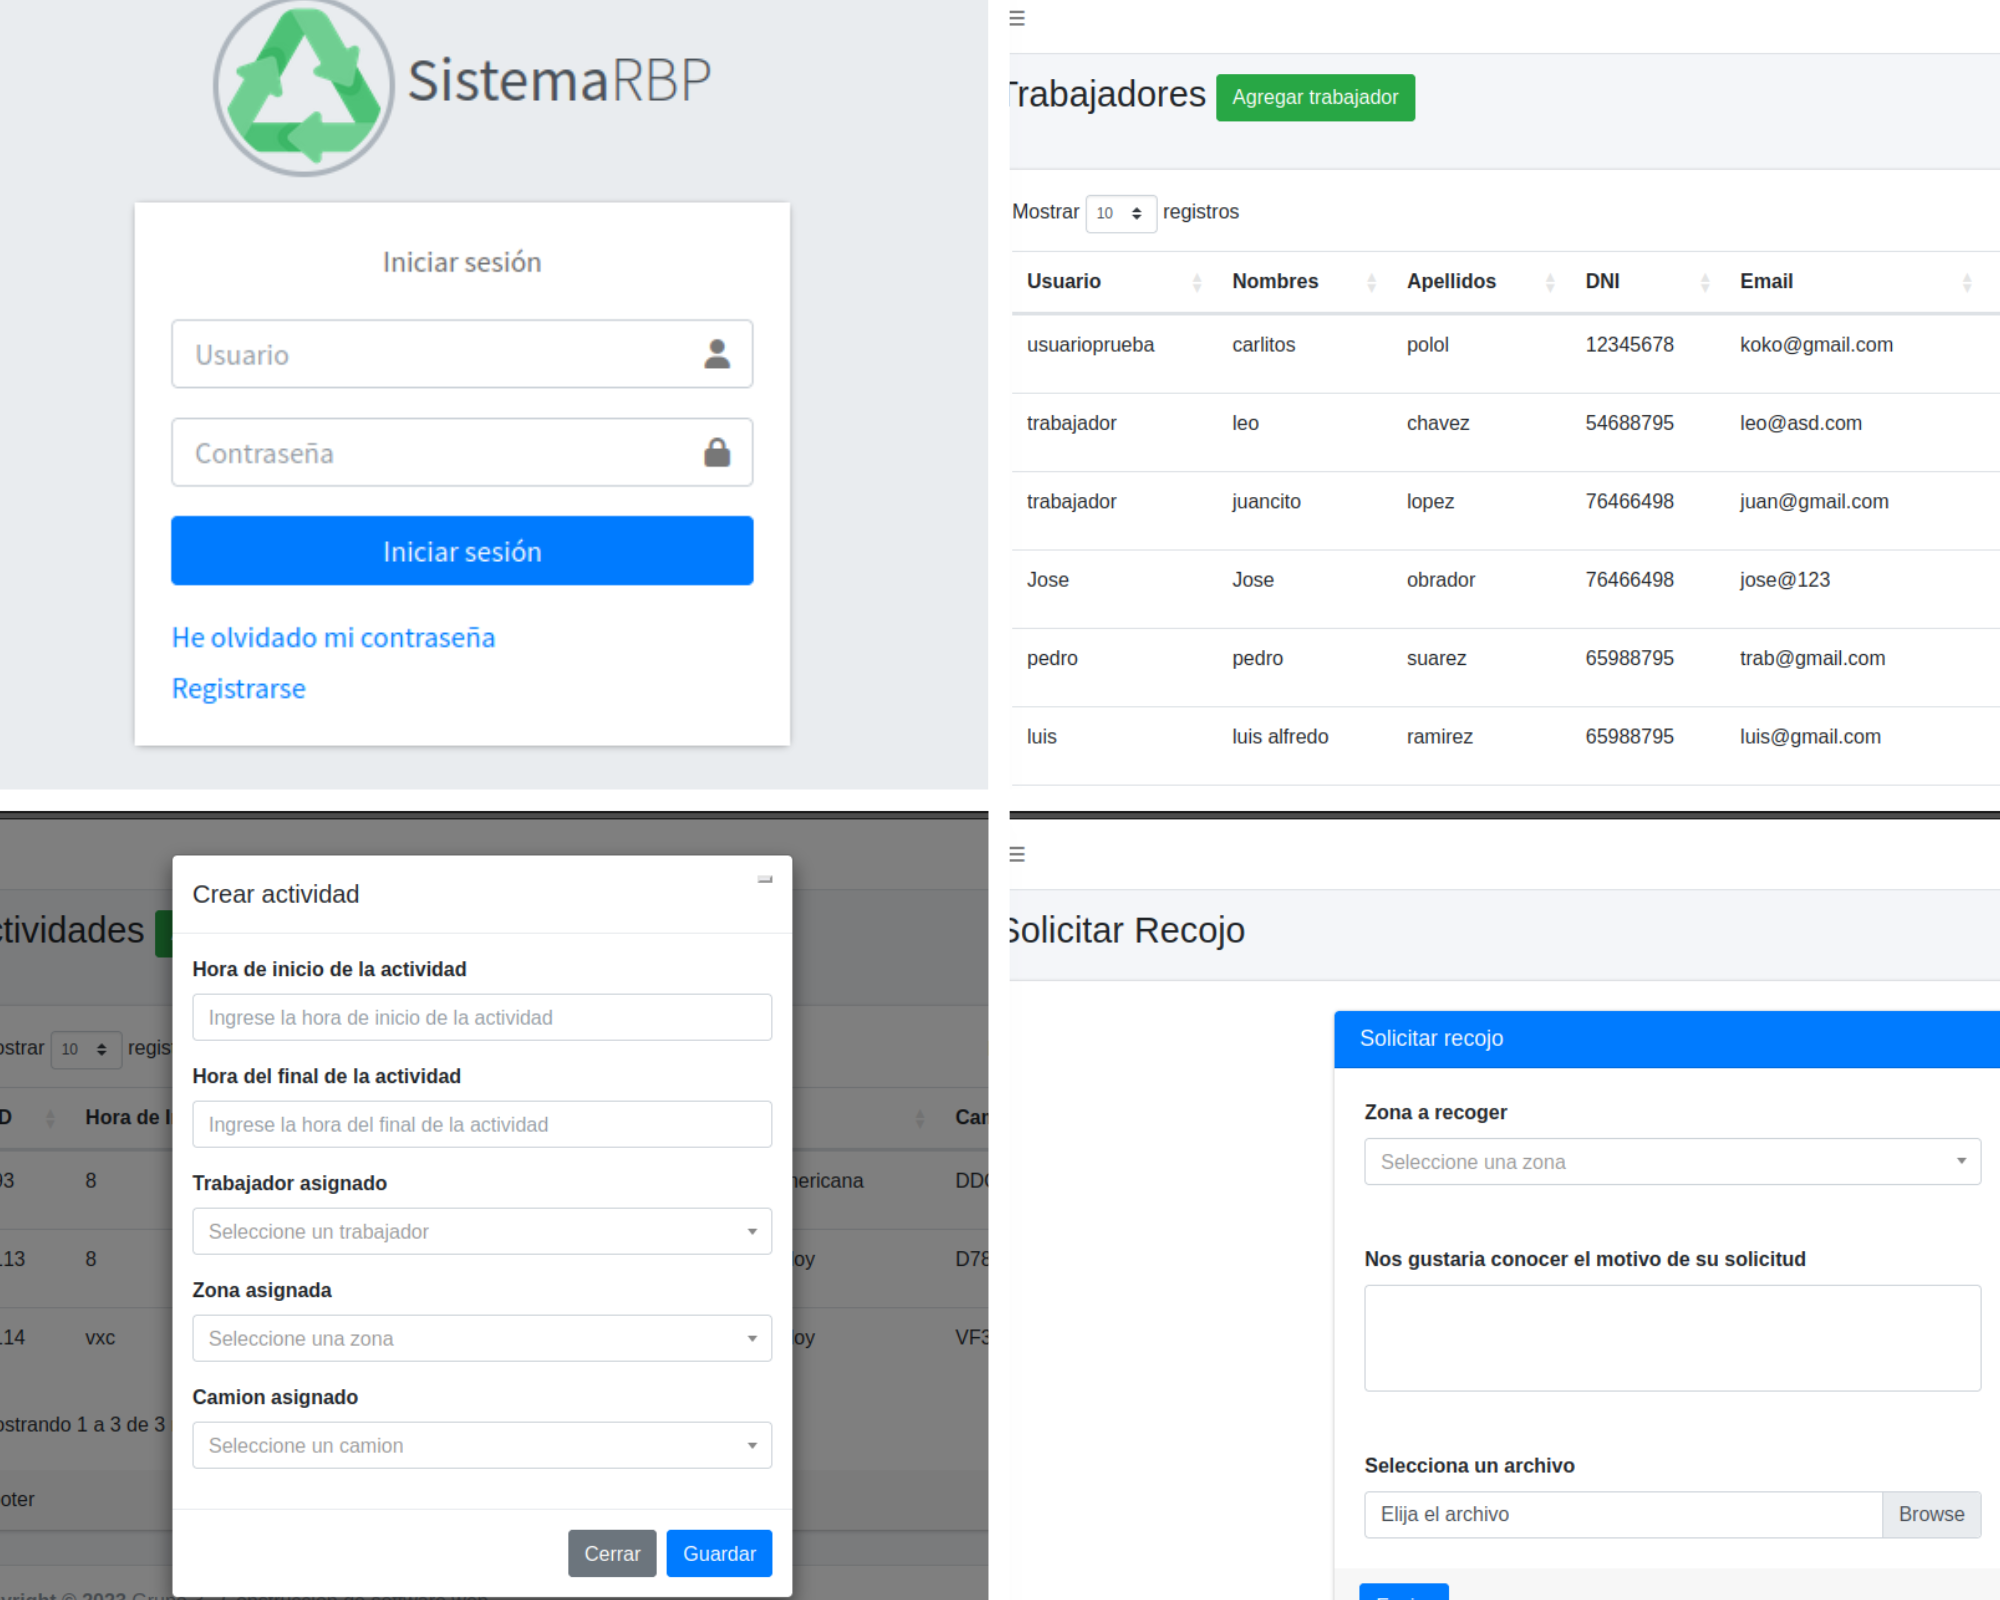 SistemaRBP
Iniciar sesión
Usuario
Contraseña
Iniciar sesión
He olvidado mi contraseña
Registrarse
Trabajadores Agregar trabajador
Mostrar 10 registros
Usuario Nombres Apellidos DNI Email
usuarioprueba carlitos polol 12345678 koko@gmail.com
trabajador leo chavez 54688795 leo@asd.com
trabajador juancito lopez 76466498 juan@gmail.com
Jose Jose obrador 76466498 jose@123
pedro pedro suarez 65988795 trab@gmail.com
luis luis alfredo ramirez 65988795 luis@gmail.com
ctividades
ostrar 10 regis
D Hora de I Cam
93 8 nericana DDC
113 8 loy D78
114 vxc loy VF3
ostrando 1 a 3 de 3
oter
Crear actividad
Hora de inicio de la actividad
Ingrese la hora de inicio de la actividad
Hora del final de la actividad
Ingrese la hora del final de la actividad
Trabajador asignado
Seleccione un trabajador
Zona asignada
Seleccione una zona
Camion asignado
Seleccione un camion
Cerrar Guardar
Solicitar Recojo
Solicitar recojo
Zona a recoger
Seleccione una zona
Nos gustaria conocer el motivo de su solicitud
Selecciona un archivo
Elija el archivo Browse